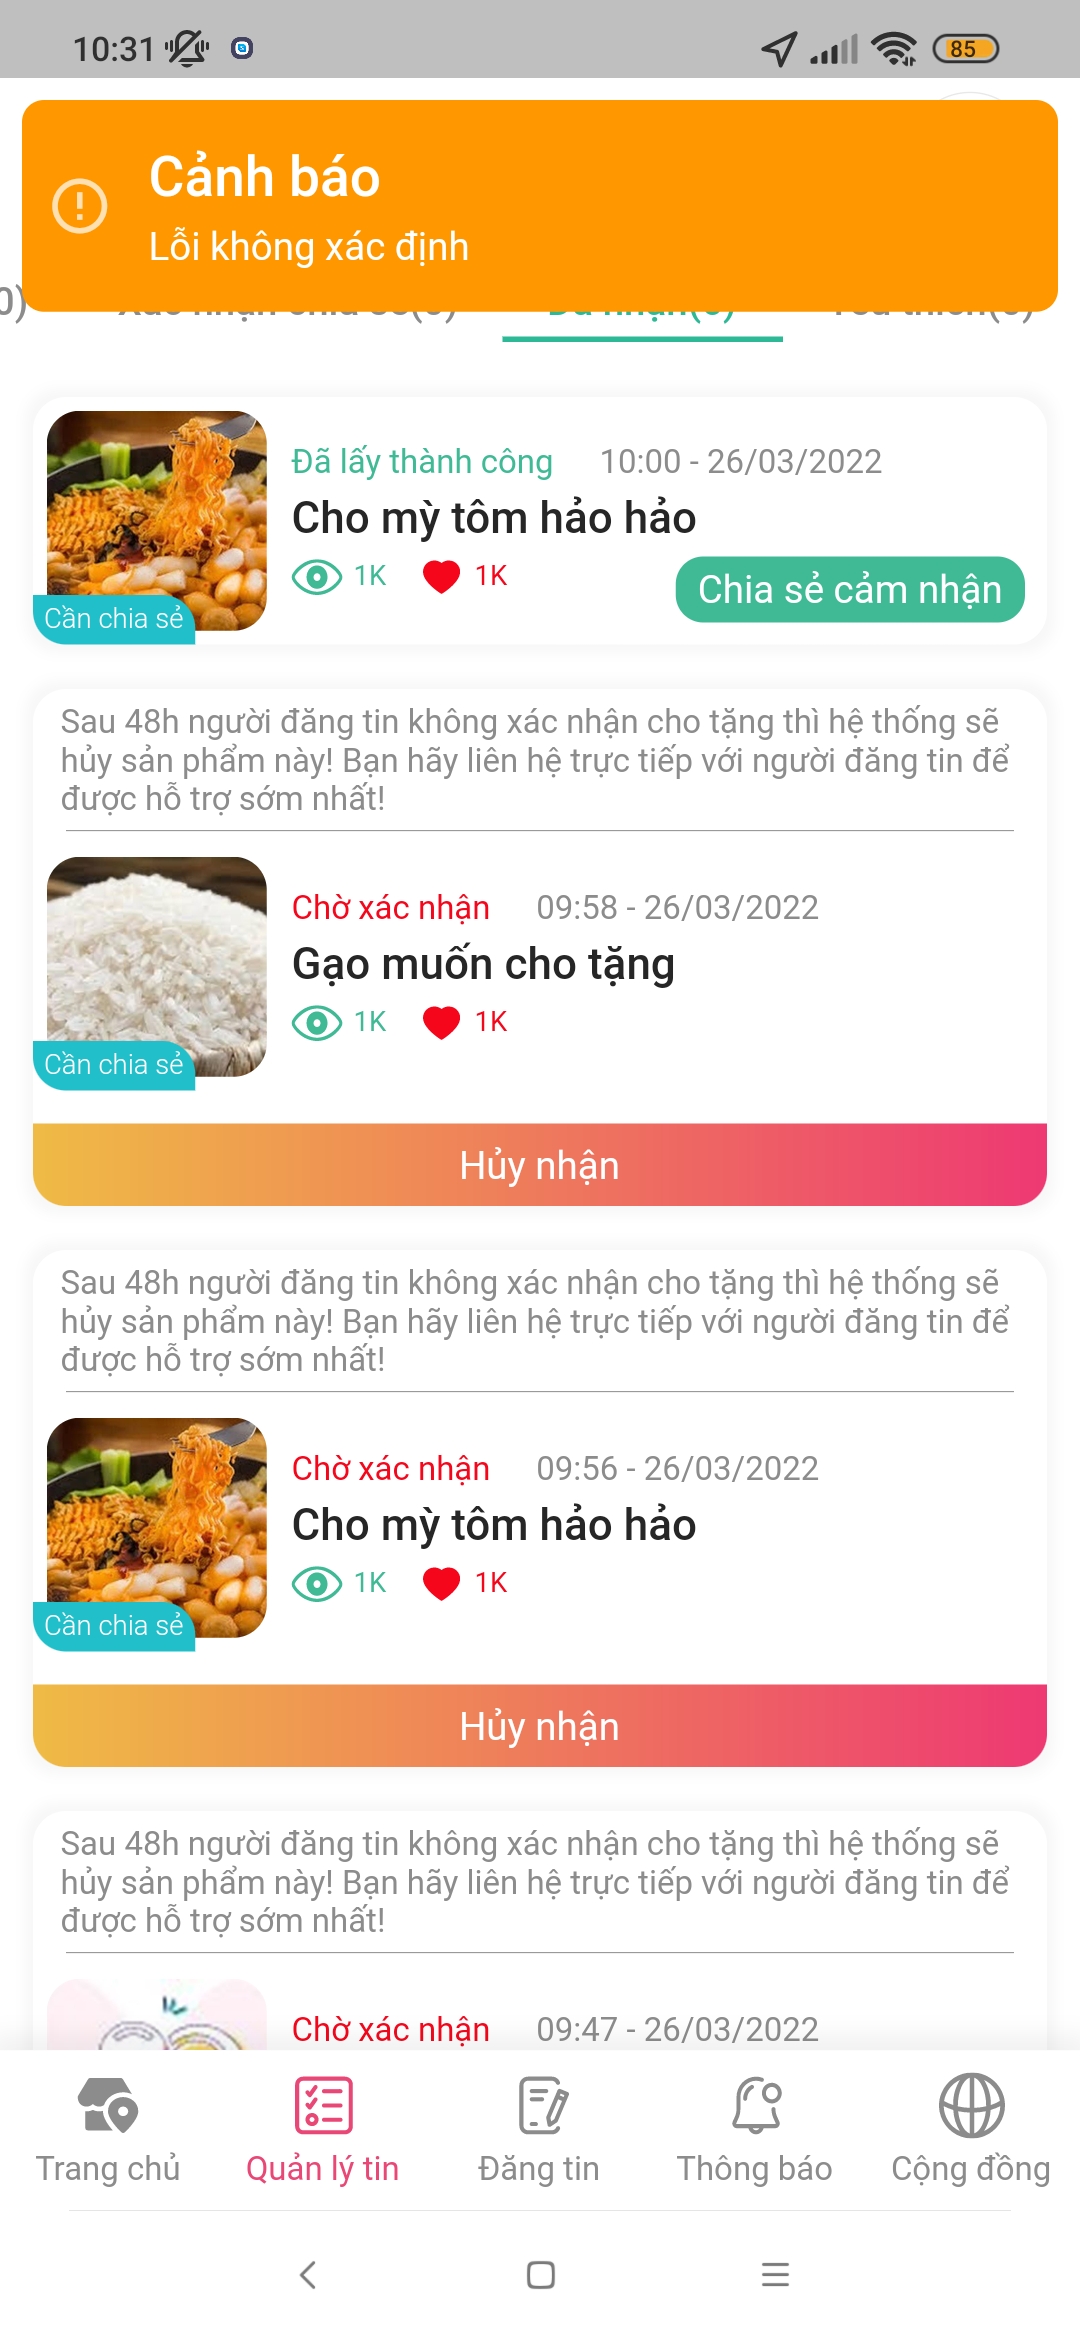 10:31
85
Cảnh báo
Lỗi không xác định
Đã lấy thành công 10:00 - 26/03/2022
Cho mỳ tôm hảo hảo
1K 1K
Chia sẻ cảm nhận
Cần chia sẻ
Sau 48h người đăng tin không xác nhận cho tặng thì hệ thống sẽ
hủy sản phẩm này! Bạn hãy liên hệ trực tiếp với người đăng tin để
được hỗ trợ sớm nhất!
Chờ xác nhận 09:58 - 26/03/2022
Gạo muốn cho tặng
1K 1K
Cần chia sẻ
Hủy nhận
Sau 48h người đăng tin không xác nhận cho tặng thì hệ thống sẽ
hủy sản phẩm này! Bạn hãy liên hệ trực tiếp với người đăng tin để
được hỗ trợ sớm nhất!
Chờ xác nhận 09:56 - 26/03/2022
Cho mỳ tôm hảo hảo
1K 1K
Cần chia sẻ
Hủy nhận
Sau 48h người đăng tin không xác nhận cho tặng thì hệ thống sẽ
hủy sản phẩm này! Bạn hãy liên hệ trực tiếp với người đăng tin để
được hỗ trợ sớm nhất!
Chờ xác nhận 09:47 - 26/03/2022
Trang chủ Quản lý tin Đăng tin Thông báo Cộng đồng